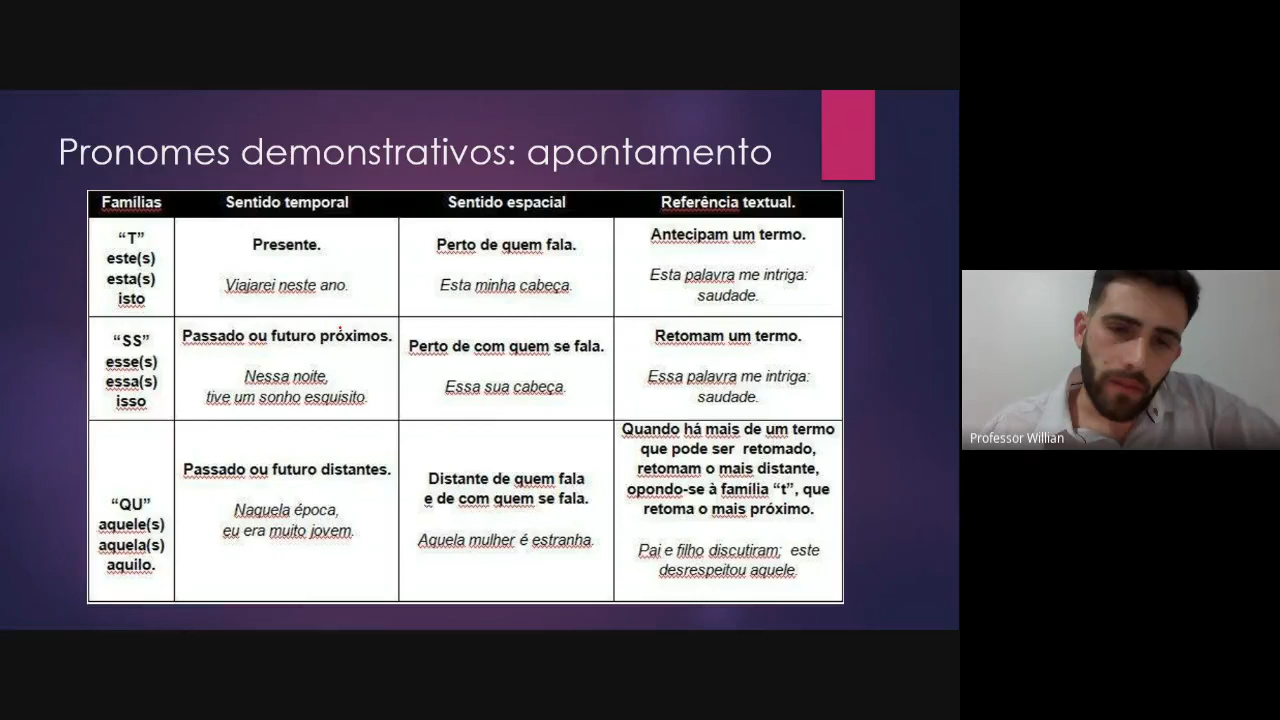 Pronomes demonstrativos: apontamento
Famílias
Sentido temporal
Sentido espacial
Referência textual.
“T”
este(s)
esta(s)
isto
Presente.
Viajarei neste ano.
Perto de quem fala.
Esta minha cabeça.
Antecipam um termo.
Esta palavra me intriga:
saudade.
“SS”
esse(s)
essa(s)
isso
Passado ou futuro próximos.
Nessa noite,
tive um sonho esquisito.
Perto de com quem se fala.
Essa sua cabeça.
Retomam um termo.
Essa palavra me intriga:
saudade.
“QU”
aquele(s)
aquela(s)
aquilo.
Passado ou futuro distantes.
Naquela época,
eu era muito jovem.
Distante de quem fala
e de com quem se fala.
Aquela mulher é estranha.
Quando há mais de um termo
que pode ser retomado,
retomam o mais distante,
opondo-se à família “t”, que
retoma o mais próximo.
Pai e filho discutiram; este
desrespeitou aquele.
Professor Willian